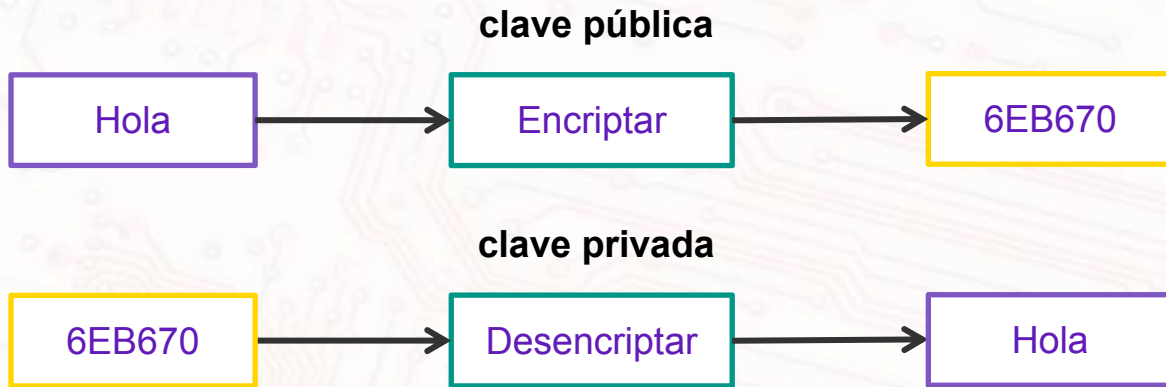 clave pública
Hola
Encriptar
6EB670
clave privada
6EB670
Desencriptar
Hola